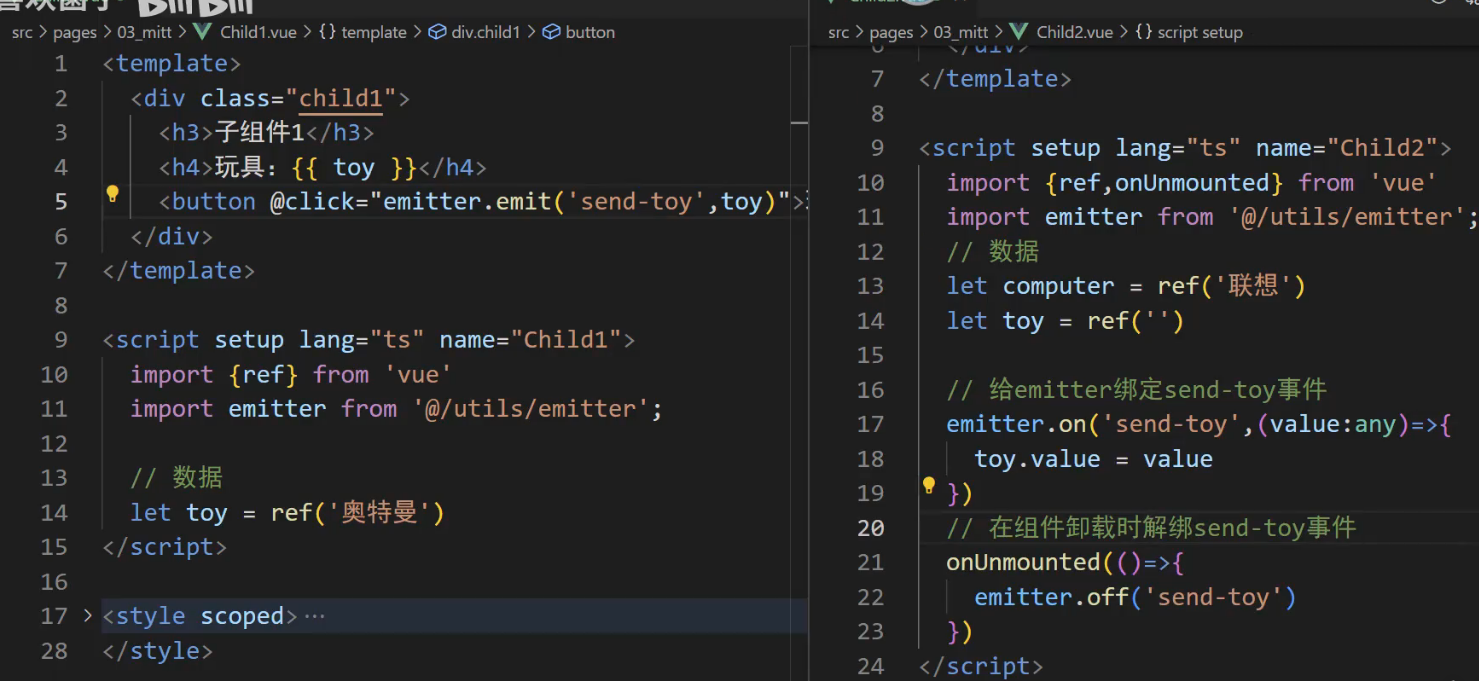 src > pages > 03_mitt > Child1.vue > {} template > div.child1 > button
1 <template>
2 <div class="child1">
3 <h3>子组件1</h3>
4 <h4>玩具：{{ toy }}</h4>
5 <button @click="emitter.emit('send-toy',toy)">
6 </div>
7 </template>
8
9 <script setup lang="ts" name="Child1">
10 import {ref} from 'vue'
11 import emitter from '@/utils/emitter';
12
13 // 数据
14 let toy = ref('奥特曼')
15 </script>
16
17 > <style scoped>…
28 </style>
src > pages > 03_mitt > Child2.vue > {} script setup
6 </div>
7 </template>
8
9 <script setup lang="ts" name="Child2">
10 import {ref,onUnmounted} from 'vue'
11 import emitter from '@/utils/emitter';
12 // 数据
13 let computer = ref('联想')
14 let toy = ref('')
15
16 // 给emitter绑定send-toy事件
17 emitter.on('send-toy',(value:any)=>{
18 toy.value = value
19 })
20 // 在组件卸载时解绑send-toy事件
21 onUnmounted(()=>{
22 emitter.off('send-toy')
23 })
24 </script>